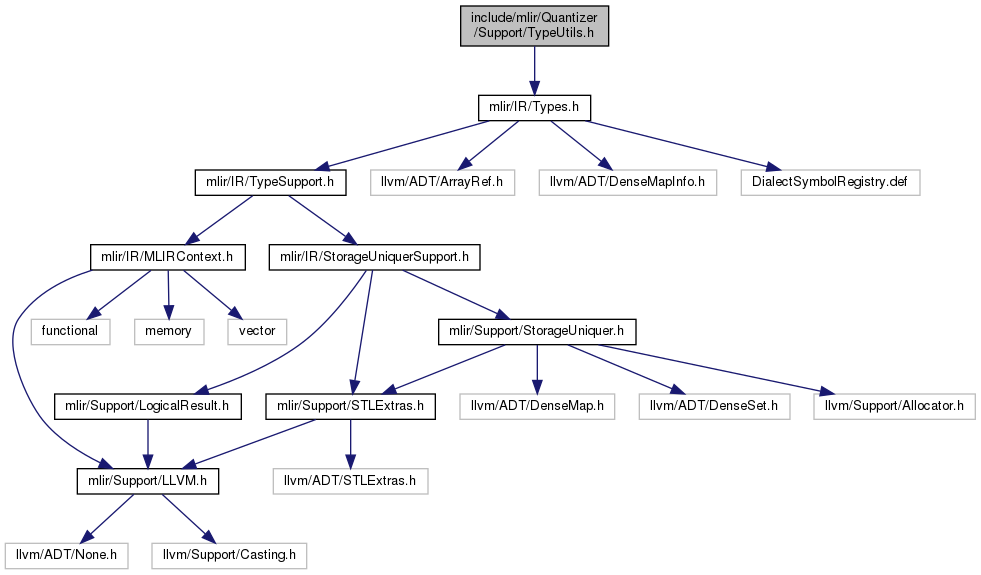 include/mlir/Quantizer
/Support/TypeUtils.h
mlir/IR/Types.h
mlir/IR/TypeSupport.h
llvm/ADT/ArrayRef.h
llvm/ADT/DenseMapInfo.h
DialectSymbolRegistry.def
mlir/IR/MLIRContext.h
mlir/IR/StorageUniquerSupport.h
functional
memory
vector
mlir/Support/StorageUniquer.h
mlir/Support/LogicalResult.h
mlir/Support/STLExtras.h
llvm/ADT/DenseMap.h
llvm/ADT/DenseSet.h
llvm/Support/Allocator.h
mlir/Support/LLVM.h
llvm/ADT/STLExtras.h
llvm/ADT/None.h
llvm/Support/Casting.h